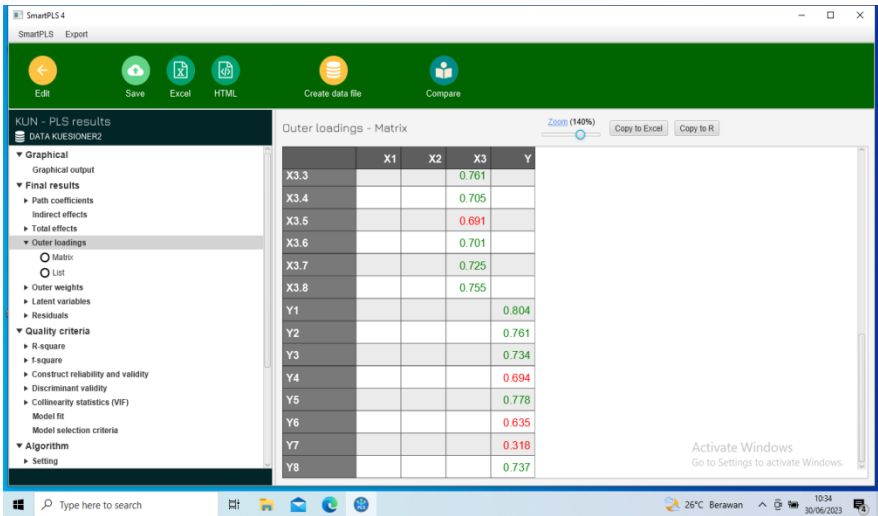 SmartPLS 4
SmartPLS Export
Edit Save Excel HTML Create data file Compare
KUN - PLS results
DATA KUESIONER2
Graphical
Graphical output
Final results
Path coefficients
Indirect effects
Total effects
Outer loadings
Matrix
List
Outer weights
Latent variables
Residuals
Quality criteria
R-square
f-square
Construct reliability and validity
Discriminant validity
Collinearity statistics (VIF)
Model fit
Model selection criteria
Algorithm
Setting
Outer loadings - Matrix
Zoom (140%)
Copy to Excel
Copy to R
X1 X2 X3 Y
X3.3 0.761
X3.4 0.705
X3.5 0.691
X3.6 0.701
X3.7 0.725
X3.8 0.755
Y1 0.804
Y2 0.761
Y3 0.734
Y4 0.694
Y5 0.778
Y6 0.635
Y7 0.318
Y8 0.737
Activate Windows
Go to Settings to activate Windows.
Type here to search
26°C Berawan
10:34
30/06/2023